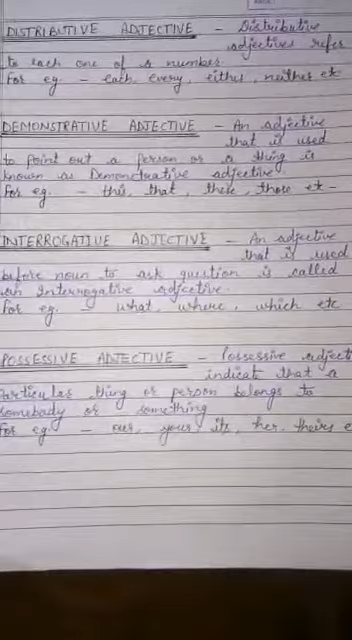 DISTRIBUTIVE ADJECTIVE - Distributive
adjectives refer
to each one of a number
For eg - each, every, either, neither etc
DEMONSTRATIVE ADJECTIVE - An adjective
that is used
to point out a person or a thing is
known as Demonstrative adjective
For eg. - this, that, these, those etc -
INTERROGATIVE ADJECTIVE - An adjective
that is used
before noun to ask question is called
an Interrogative adjective.
For eg. - what, where, which etc
POSSESSIVE ADJECTIVE - Possessive adject
indicate that a
Particular thing or person belongs to
somebody or something
For eg. - our, your, its, her, theirs e